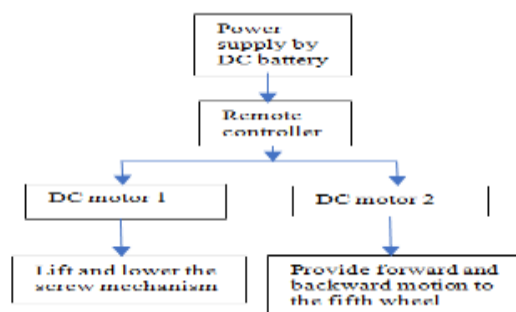 Power
supply by
DC battery
Remote
controller
DC motor 1
DC motor 2
Lift and lower the
screw mechanism
Provide forward and
backward motion to
the fifth wheel